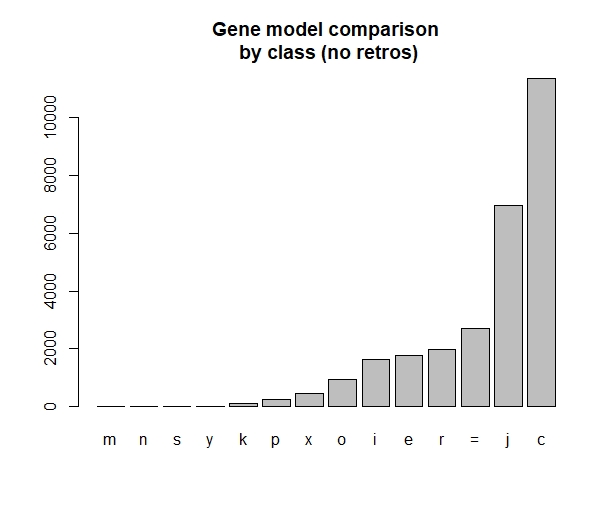 Gene model comparison
by class (no retros)
10000
8000
6000
4000
2000
0
m n s y k p x o i e r = j c